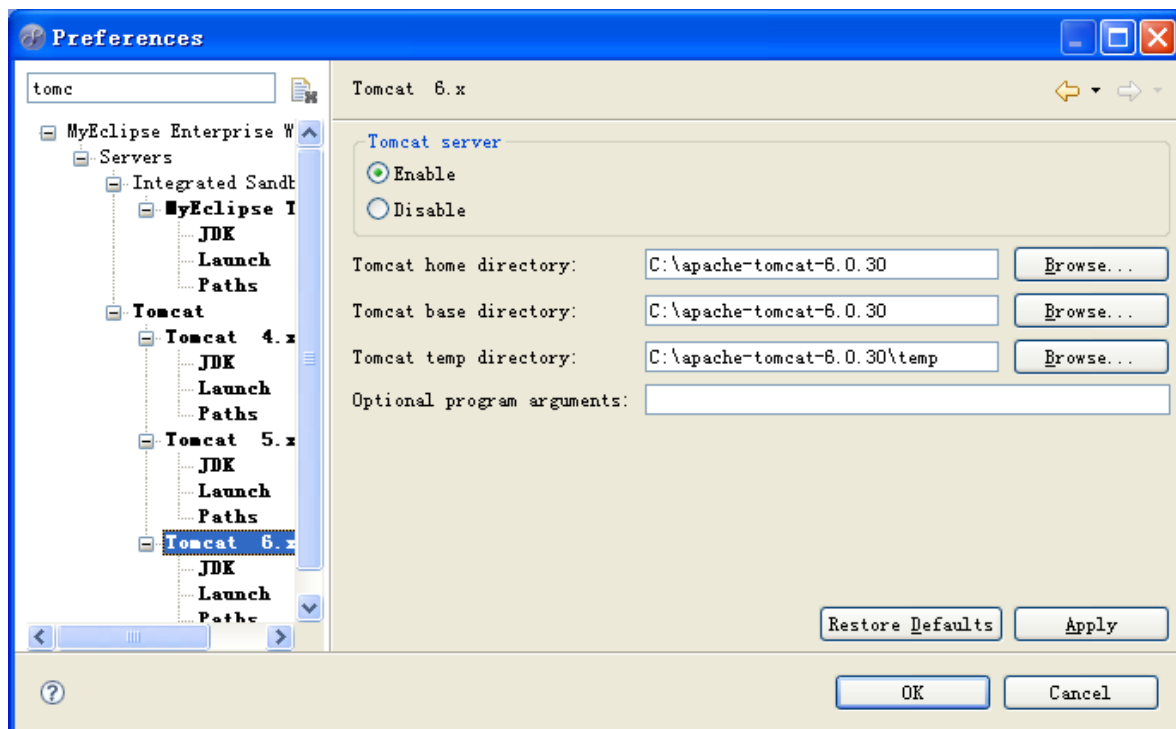 Preferences
tomc
MyEclipse Enterprise W
Servers
Integrated Sandb
MyEclipse T
JDK
Launch
Paths
Tomcat
Tomcat 4.x
JDK
Launch
Paths
Tomcat 5.x
JDK
Launch
Paths
Tomcat 6.x
JDK
Launch
Paths
Tomcat 6.x
Tomcat server
Enable
Disable
Tomcat home directory: C:\apache-tomcat-6.0.30 Browse...
Tomcat base directory: C:\apache-tomcat-6.0.30 Browse...
Tomcat temp directory: C:\apache-tomcat-6.0.30\temp Browse...
Optional program arguments:
Restore Defaults Apply
OK Cancel